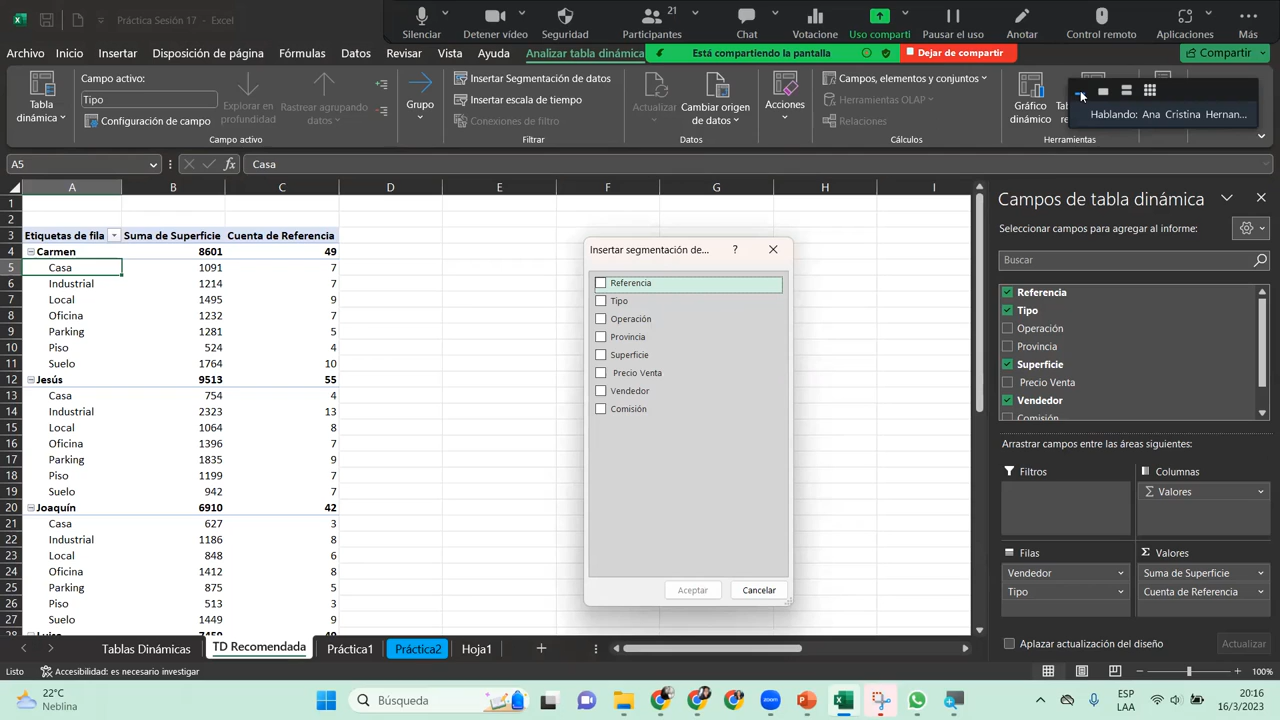 Práctica Sesión 17 - Excel
Silenciar
Detener video
Seguridad
21
Participantes
Chat
Votacione
Uso comparti
Pausar el uso
Anotar
Control remoto
Aplicaciones
Más
Archivo
Inicio
Insertar
Disposición de página
Fórmulas
Datos
Revisar
Vista
Ayuda
Analizar tabla dinámica
Está compartiendo la pantalla
Dejar de compartir
Compartir
Tabla dinámica
Campo activo:
Tipo
Configuración de campo
Explorar en profundidad
Rastrear agrupando datos
Campo activo
Grupo
Insertar Segmentación de datos
Insertar escala de tiempo
Conexiones de filtro
Filtrar
Actualizar
Cambiar origen de datos
Datos
Acciones
Campos, elementos y conjuntos
Herramientas OLAP
Relaciones
Cálculos
Gráfico dinámico
Herramientas
Hablando: Ana Cristina Hernan...
A5
Casa
A B C D E F G H I
1
2
3 Etiquetas de fila Suma de Superficie Cuenta de Referencia
4 Carmen 8601 49
5 Casa 1091 7
6 Industrial 1214 7
7 Local 1495 9
8 Oficina 1232 7
9 Parking 1281 5
10 Piso 524 4
11 Suelo 1764 10
12 Jesús 9513 55
13 Casa 754 4
14 Industrial 2323 13
15 Local 1064 8
16 Oficina 1396 7
17 Parking 1835 9
18 Piso 1199 7
19 Suelo 942 7
20 Joaquín 6910 42
21 Casa 627 3
22 Industrial 1186 8
23 Local 848 6
24 Oficina 1412 8
25 Parking 875 5
26 Piso 513 3
27 Suelo 1449 9
Insertar segmentación de...
?
Referencia
Tipo
Operación
Provincia
Superficie
Precio Venta
Vendedor
Comisión
Aceptar
Cancelar
Campos de tabla dinámica
Seleccionar campos para agregar al informe:
Buscar
Referencia
Tipo
Operación
Provincia
Superficie
Precio Venta
Vendedor
Comisión
Arrastrar campos entre las áreas siguientes:
Filtros
Columnas
Σ Valores
Filas
Vendedor
Tipo
Σ Valores
Suma de Superficie
Cuenta de Referencia
Aplazar actualización del diseño
Actualizar
Tablas Dinámicas
TD Recomendada
Práctica1
Práctica2
Hoja1
Listo
Accesibilidad: es necesario investigar
100%
22°C
Neblina
Búsqueda
zoom
ESP
LAA
20:16
16/3/2023